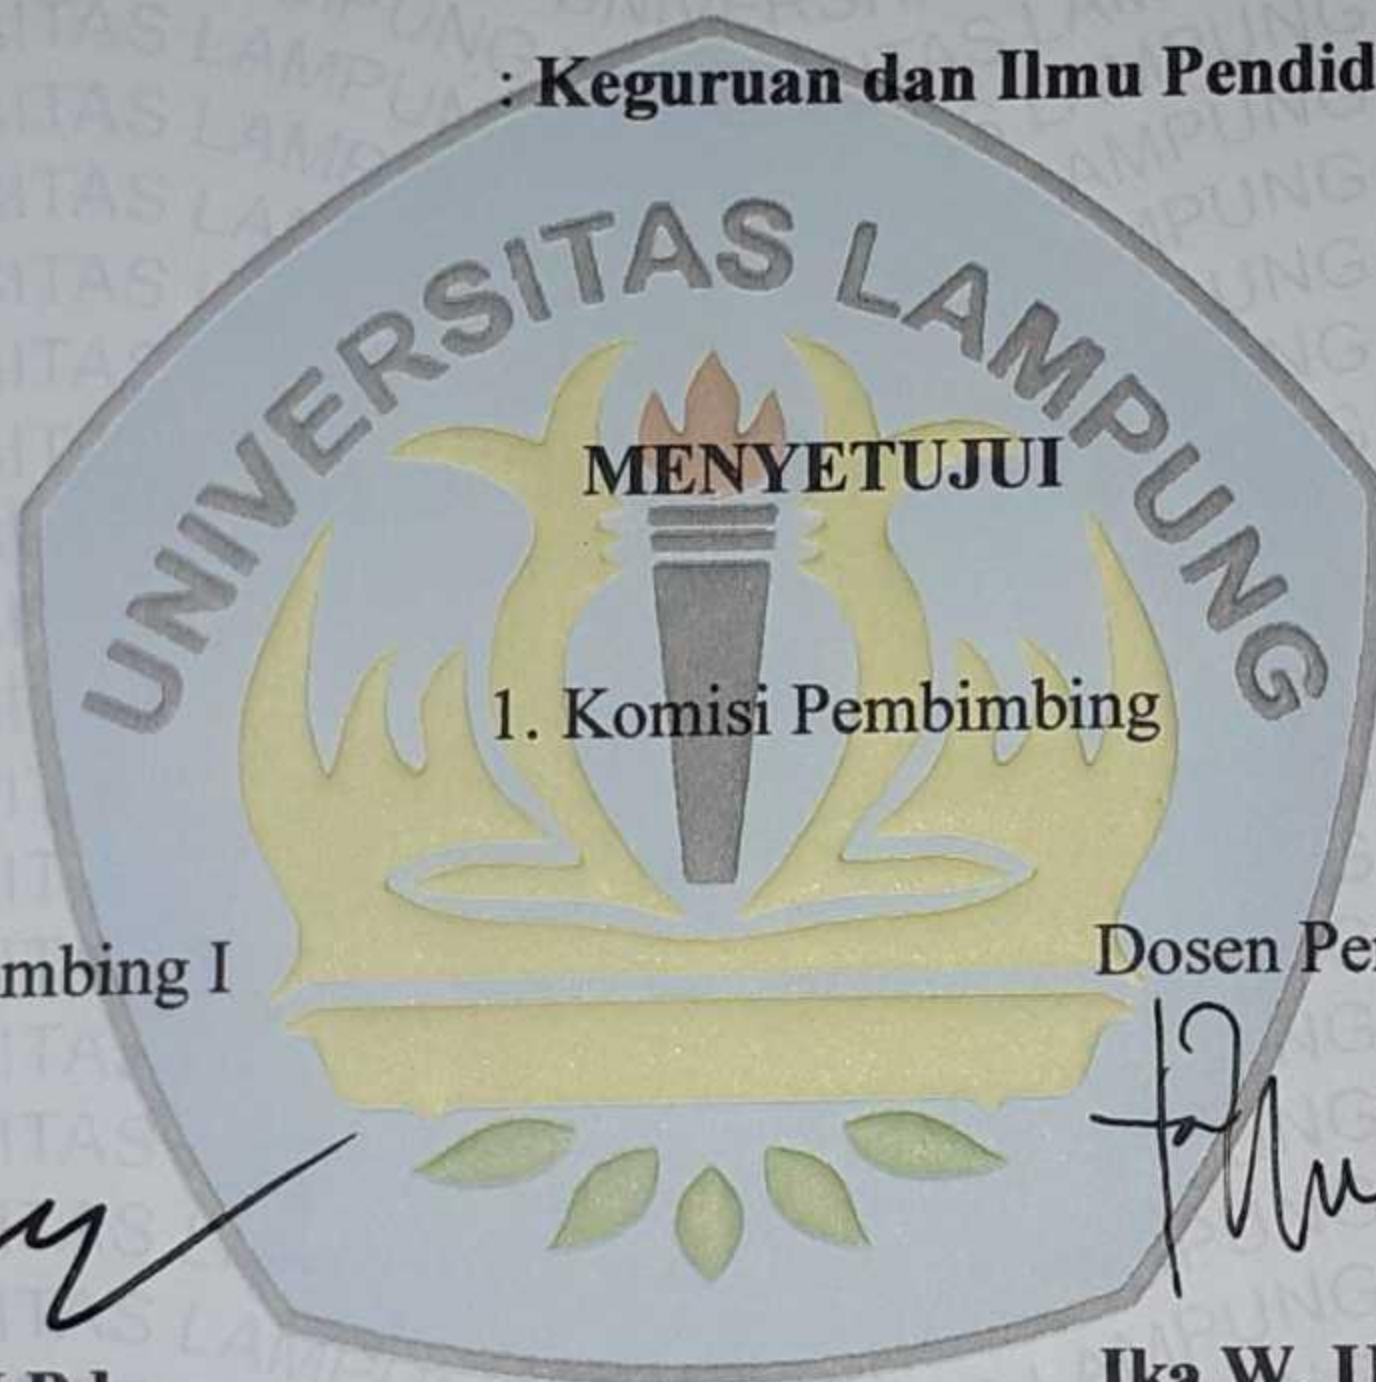 : Keguruan dan Ilmu Pendid
UNIVERSITAS LAMPUNG
MENYETUJUI
1. Komisi Pembimbing
mbing I
Dosen Pe
Ika W. U